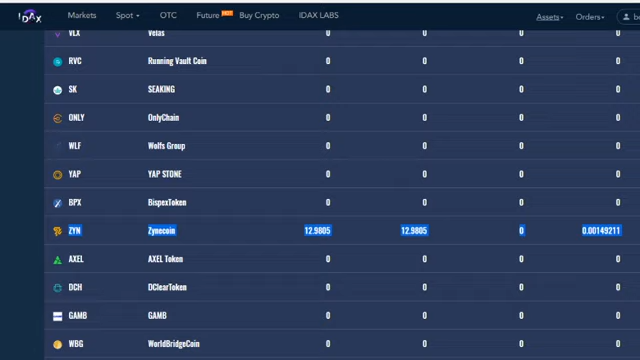 IDAX Markets Spot OTC Future HOT Buy Crypto IDAX LABS Assets Orders be
VLX Velas 0 0 0 0
RVC Running Vault Coin 0 0 0 0
SK SEAKING 0 0 0 0
ONLY OnlyChain 0 0 0 0
WLF Wolfs Group 0 0 0 0
YAP YAP STONE 0 0 0 0
BPX BispexToken 0 0 0 0
ZYN Zynecoin 12.9805 12.9805 0 0.00149211
AXEL AXEL Token 0 0 0 0
DCH DClearToken 0 0 0 0
GAMB GAMB 0 0 0 0
WBG WorldBridgeCoin 0 0 0 0